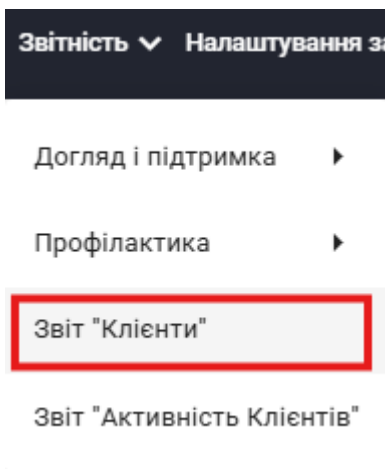 Звітність Налаштування за
Догляд і підтримка
Профілактика
Звіт "Клієнти"
Звіт "Активність Клієнтів"